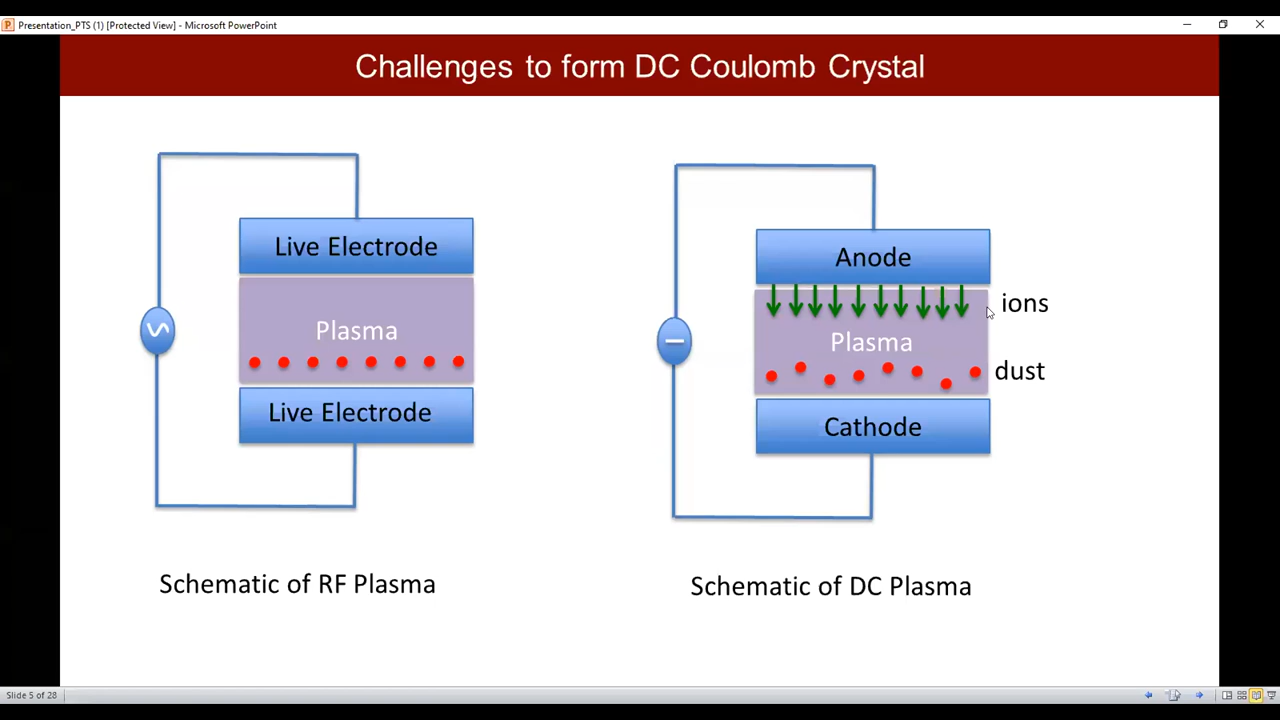 Presentation_PTS (1) [Protected View] - Microsoft PowerPoint
Challenges to form DC Coulomb Crystal
Live Electrode
Plasma
Live Electrode
Schematic of RF Plasma
Anode
ions
Plasma
dust
Cathode
Schematic of DC Plasma
Slide 5 of 28